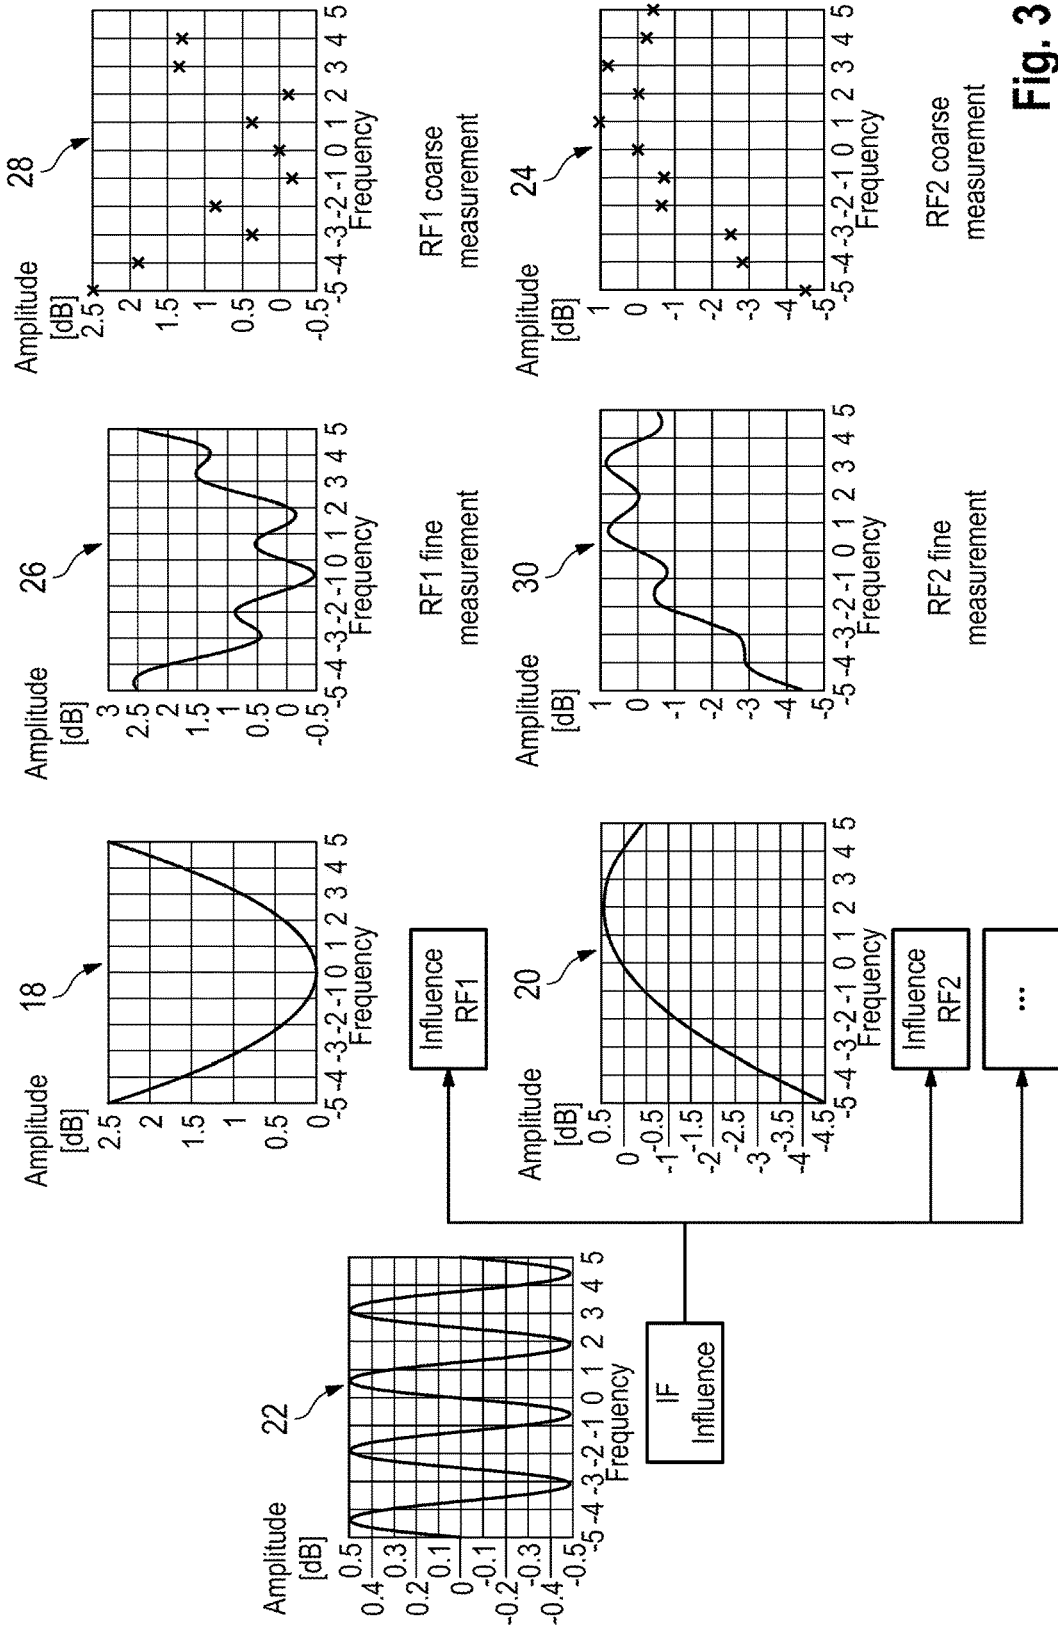 Amplitude
[dB]
0.5
0.4
0.3
0.2
0.1
0
-0.1
-0.2
-0.3
-0.4
-0.5
-5 -4 -3 -2 -1 0 1 2 3 4 5
Frequency
22
IF
Influence
Amplitude
[dB]
2.5
2
1.5
1
0.5
0
-5 -4 -3 -2 -1 0 1 2 3 4 5
Frequency
18
Influence
RF1
Amplitude
[dB]
0.5
0
-0.5
-1
-1.5
-2
-2.5
-3
-3.5
-4
-4.5
-5 -4 -3 -2 -1 0 1 2 3 4 5
Frequency
20
Influence
RF2
...
Amplitude
[dB]
3
2.5
2
1.5
1
0.5
0
-0.5
-5 -4 -3 -2 -1 0 1 2 3 4 5
Frequency
26
RF1 fine
measurement
Amplitude
[dB]
1
0
-1
-2
-3
-4
-5
-5 -4 -3 -2 -1 0 1 2 3 4 5
Frequency
30
RF2 fine
measurement
Amplitude
[dB]
2.5
2
1.5
1
0.5
0
-0.5
-5 -4 -3 -2 -1 0 1 2 3 4 5
Frequency
28
RF1 coarse
measurement
Amplitude
[dB]
1
0
-1
-2
-3
-4
-5
-5 -4 -3 -2 -1 0 1 2 3 4 5
Frequency
24
RF2 coarse
measurement
Fig. 3